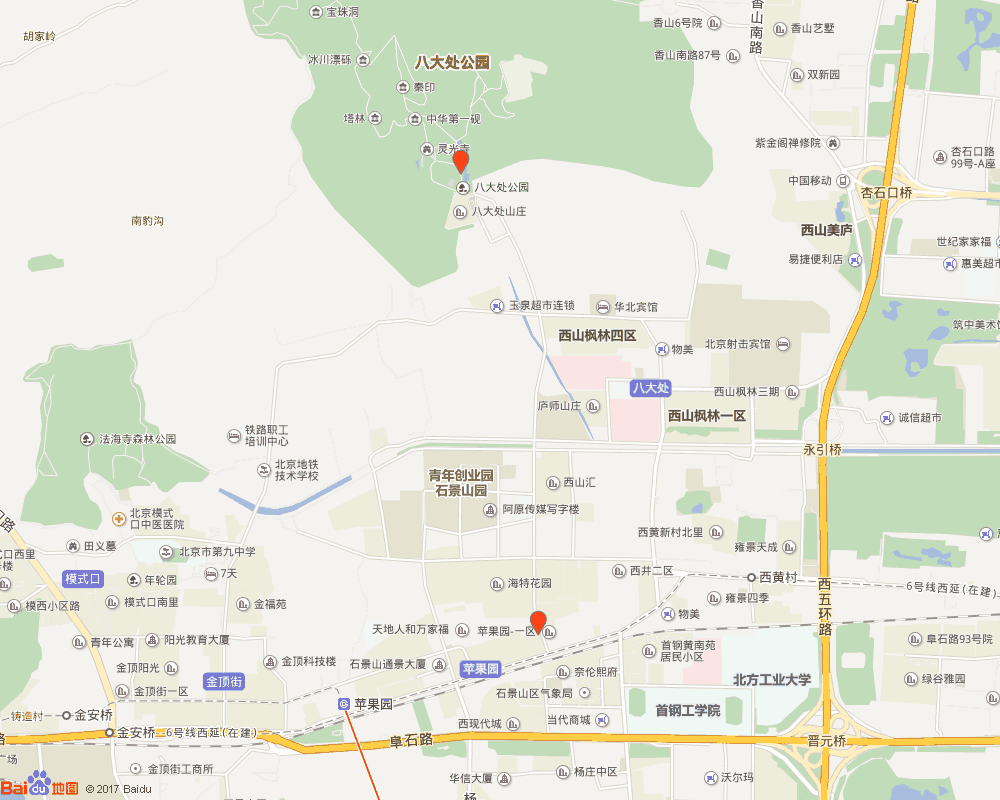 宝珠洞
香山6号院
香山南路
香山艺墅
胡家岭
冰川漂砾
八大处公园
香山南路87号
双新园
秦印
塔林
中华第一砚
灵光寺
紫金阁禅修院
杏石口路
99号-A座
中国移动
八大处公园
杏石口桥
八大处山庄
南豹沟
西山美庐
世纪家家福
易捷便利店
惠美超市
玉泉超市连锁
华北宾馆
筑中美术馆
西山枫林四区
物美
北京射击宾馆
八大处
西山枫林三期
庐师山庄
西山枫林一区
诚信超市
铁路职工
培训中心
法海寺森林公园
永引桥
北京地铁
技术学校
青年创业园
石景山园
西山汇
阿原传媒写字楼
北京模式
口中医医院
口路
西黄新村北里
田义墓
北京市第九中学
雍景天成
式口西里
号楼
模式口
年轮园
7天
海特花园
西井二区
西黄村
6号线西延(在建)
西五环路
模西小区路
模式口南里
金福苑
雍景四季
物美
天地人和万家福
苹果园-一区
青年公寓
阳光教育大厦
首钢黄南苑
居民小区
阜石路93号院
金顶阳光
金顶科技楼
石景山通景大厦
苹果园
奈伦熙府
北方工业大学
绿谷雅园
金顶街
金顶街一区
石景山区气象局
苹果园
首钢工学院
铸造村
金安桥
西现代城
当代商城
金安桥
6号线西延(在建)
阜石路
晋元桥
路
广场
金顶街工商所
华信大厦
杨庄中区
沃尔玛
Baidu地图
© 2017 Baidu
杨